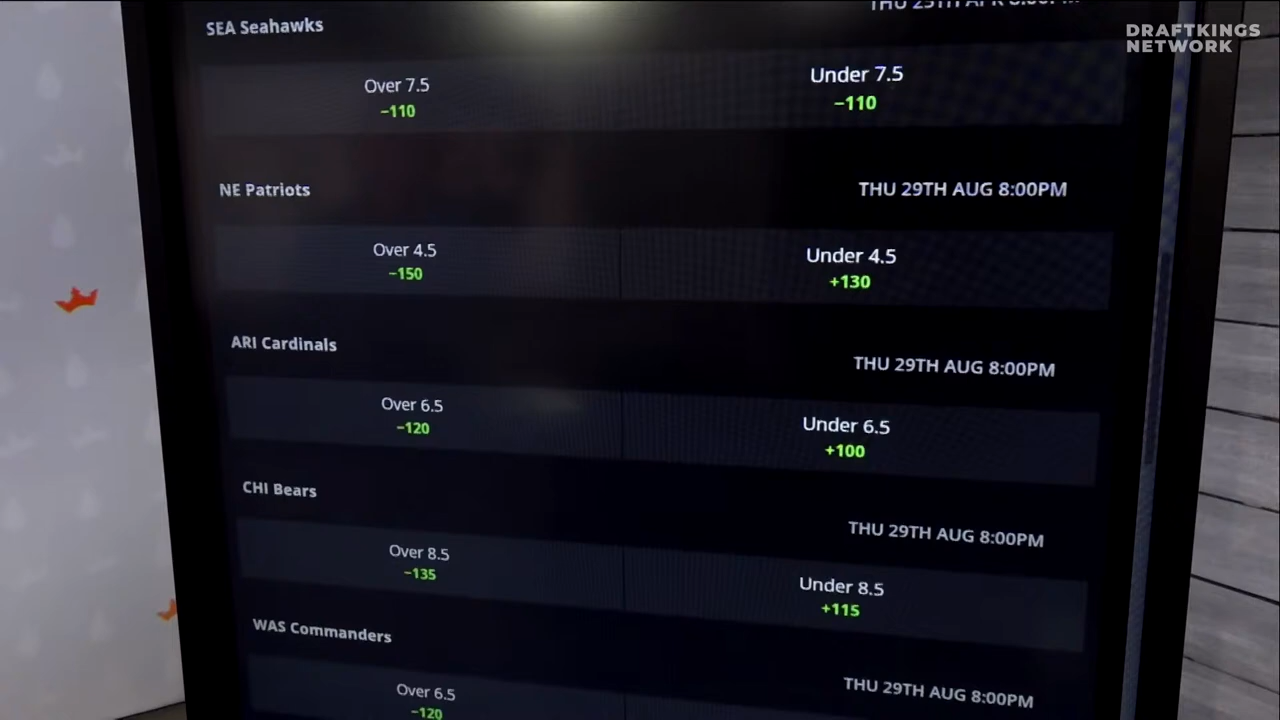 DRAFTKINGS
NETWORK
SEA Seahawks
Over 7.5
-110
Under 7.5
-110
NE Patriots
THU 29TH AUG 8:00PM
Over 4.5
-150
Under 4.5
+130
ARI Cardinals
THU 29TH AUG 8:00PM
Over 6.5
-120
Under 6.5
+100
CHI Bears
THU 29TH AUG 8:00PM
Over 8.5
-135
Under 8.5
+115
WAS Commanders
THU 29TH AUG 8:00PM
Over 6.5
-120